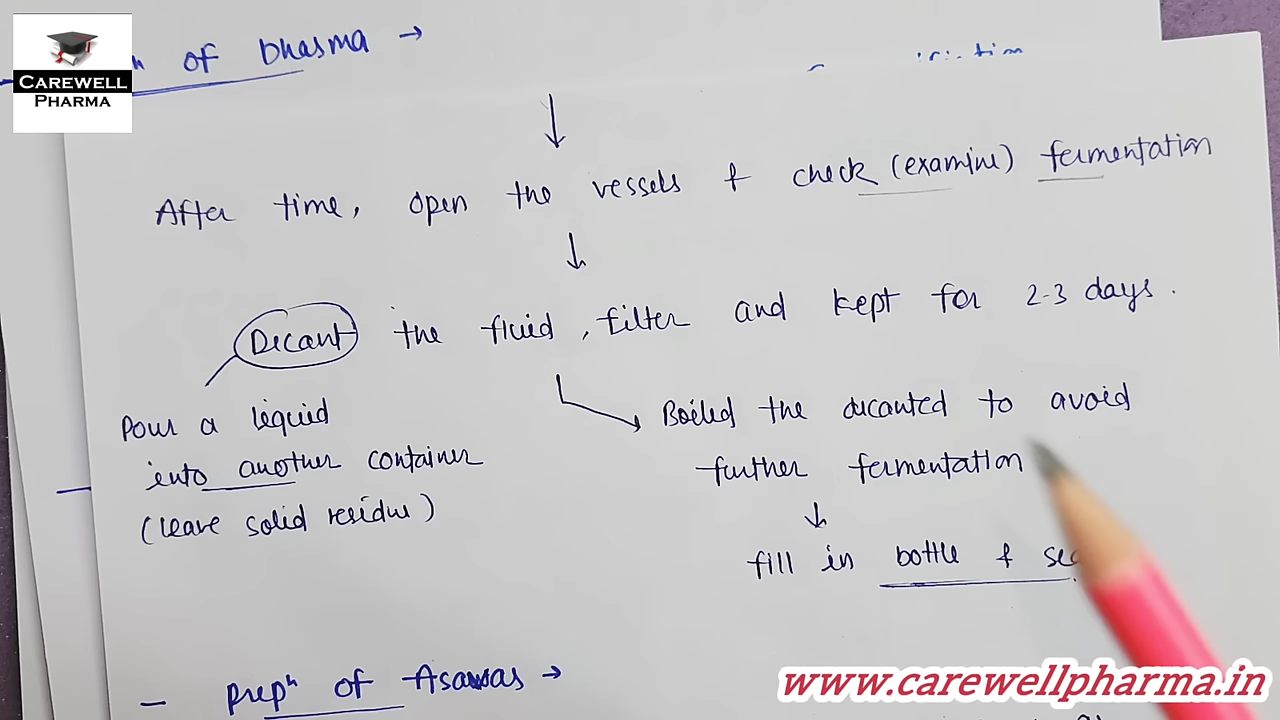 of bhasma →
CAREWELL
PHARMA
After time, open the vessels & check (examine) fermentation
Decant the fluid, filter and kept for 2-3 days.
Pour a liquid
into another container
(leave solid residue)
Boiled the decanted to avoid
further fermentation
fill in bottle &
- Prepⁿ of Asavas →
www.carewellpharma.in